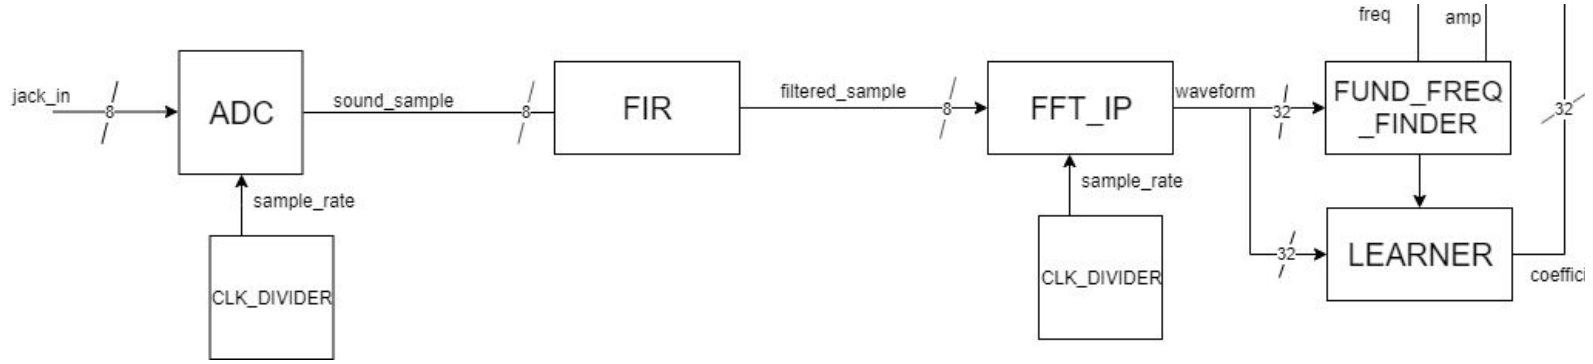 freq
amp
jack_in
8
ADC
sound_sample
8
FIR
filtered_sample
8
FFT_IP
waveform
32
FUND_FREQ
_FINDER
32
sample_rate
CLK_DIVIDER
sample_rate
CLK_DIVIDER
32
LEARNER
coeffici